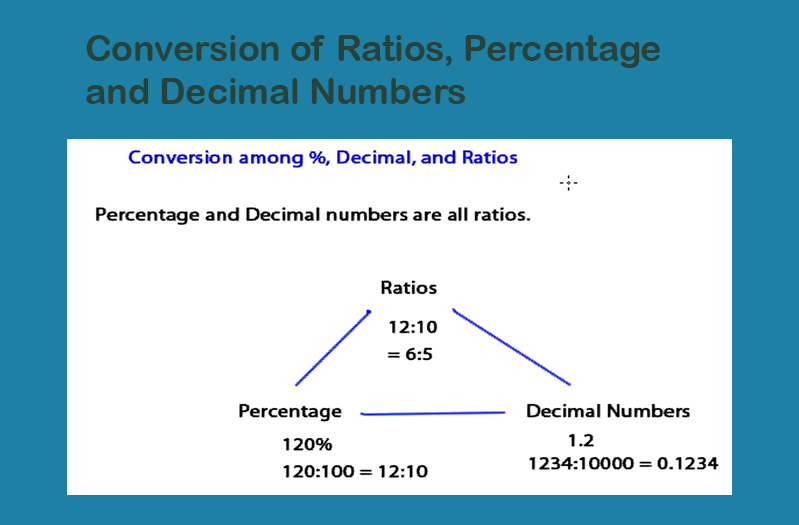 Conversion of Ratios, Percentage
and Decimal Numbers
Conversion among %, Decimal, and Ratios
Percentage and Decimal numbers are all ratios.
Ratios
12:10
= 6:5
Percentage
120%
120:100 = 12:10
Decimal Numbers
1.2
1234:10000 = 0.1234